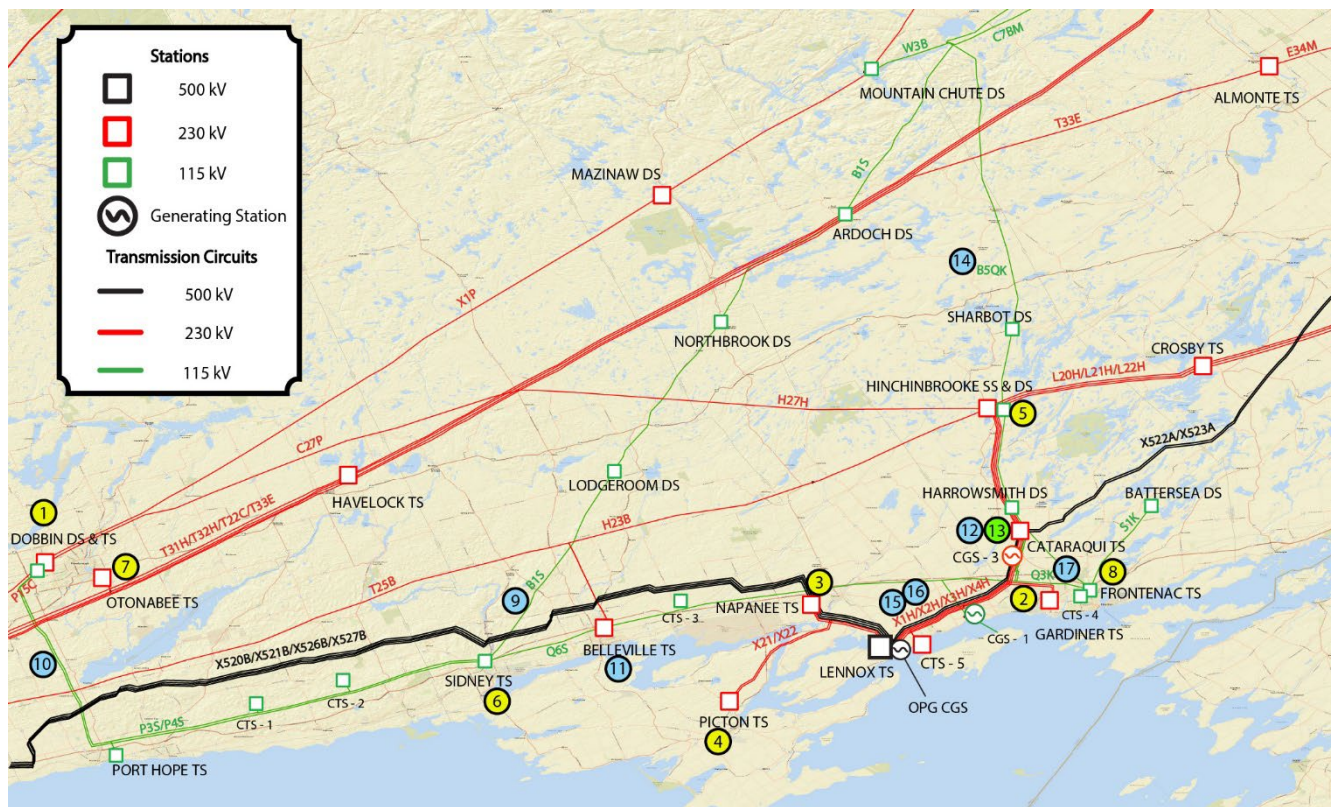 Stations
500 kV
230 kV
115 kV
Generating Station
Transmission Circuits
500 kV
230 kV
115 kV
W3B
C7BM
MOUNTAIN CHUTE DS
E34M
ALMONTE TS
T33E
B1S
MAZINAW DS
ARDOCH DS
14
B5QK
X1P
NORTHBROOK DS
SHARBOT DS
CROSBY TS
L20H/L21H/L22H
HINCHINBROOKE SS & DS
H27H
5
C27P
X522A/X523A
HAVELOCK TS
LODGEROOM DS
HARROWSMITH DS
BATTERSEA DS
1
DOBBIN DS & TS
T31H/T32H/T22C/T33E
H23B
S1K
12
13
CATARAQUI TS
CGS - 3
P15C
7
OTONABEE TS
T25B
B1S
9
3
NAPANEE TS
15
16
X1H/X2H/X3H/X4H
Q3K
17
8
FRONTENAC TS
2
CTS - 4
GARDINER TS
CTS - 3
CGS - 1
10
X520B/X521B/X526B/X527B
Q6S
BELLEVILLE TS
11
X21/X22
LENNOX TS
CTS - 5
OPG CGS
SIDNEY TS
6
CTS - 2
CTS - 1
P3S/P4S
PICTON TS
4
PORT HOPE TS